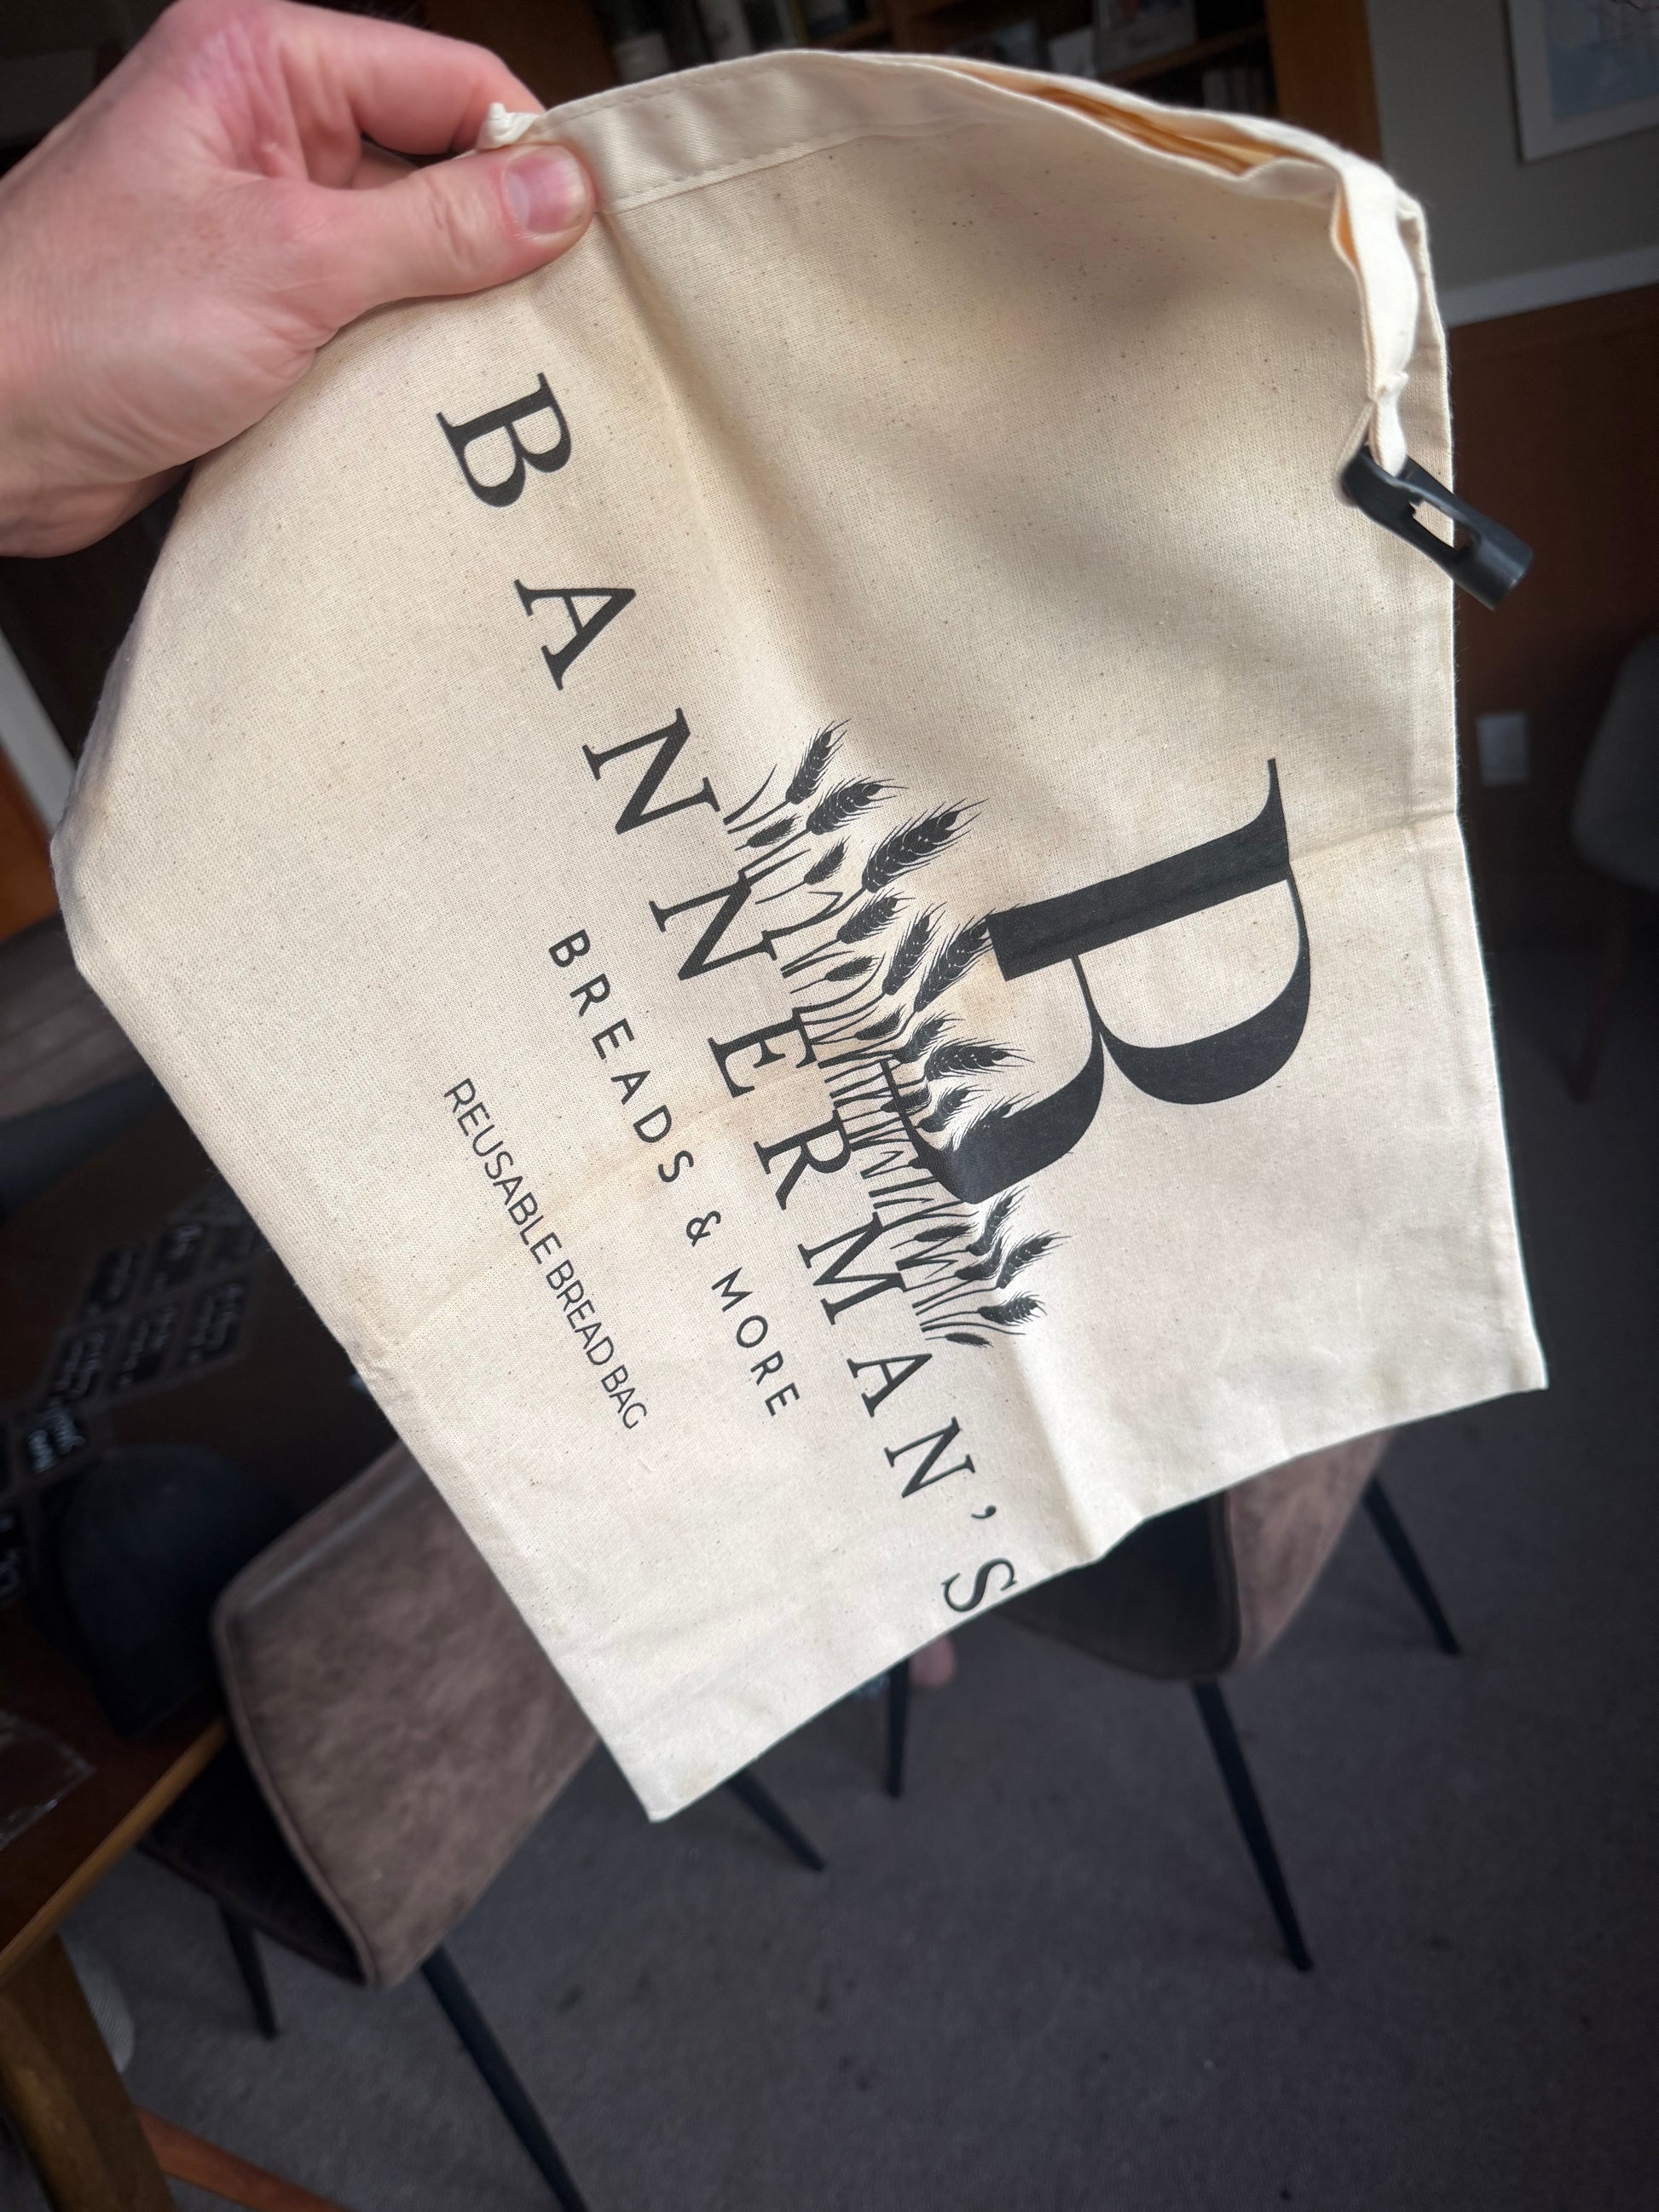 B
BANNERMAN'S
BREADS & MORE
REUSABLE BREAD BAG